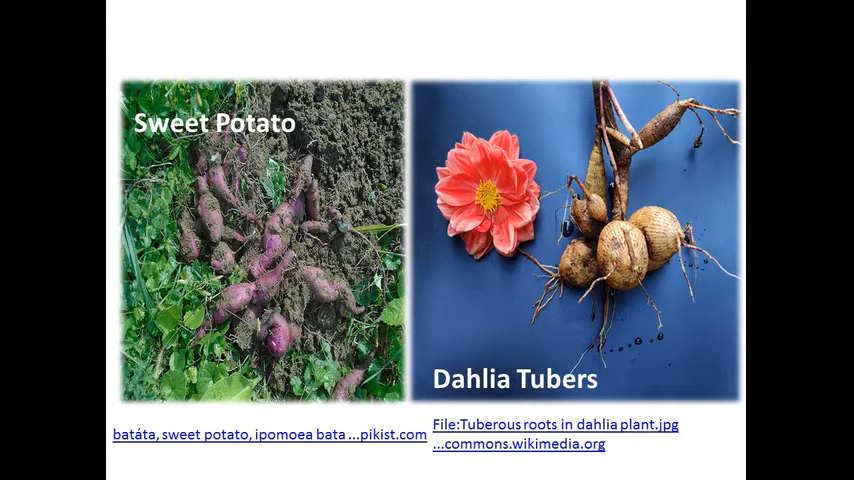 Sweet Potato
Dahlia Tubers
batáta, sweet potato, ipomoea bata ...pikist.com
File:Tuberous roots in dahlia plant.jpg
...commons.wikimedia.org